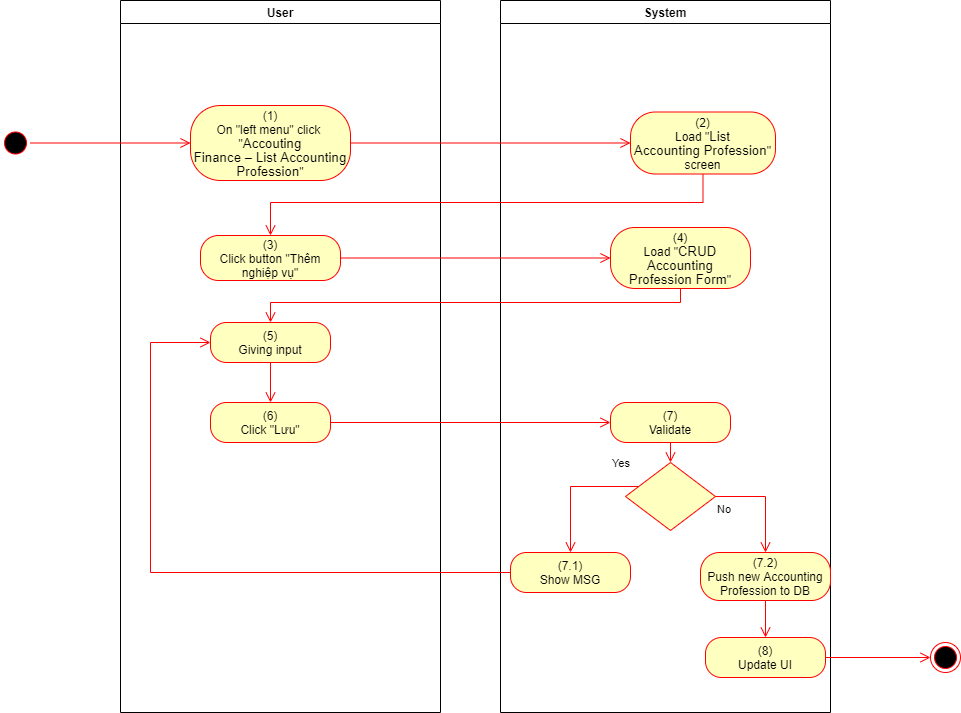 User
System
(1)
On "left menu" click
"Accouting
Finance – List Accounting
Profession"
(2)
Load "List
Accounting Profession"
screen
(3)
Click button "Thêm
nghiệp vụ"
(4)
Load "CRUD
Accounting
Profession Form"
(5)
Giving input
(6)
Click "Lưu"
(7)
Validate
Yes
No
(7.1)
Show MSG
(7.2)
Push new Accounting
Profession to DB
(8)
Update UI